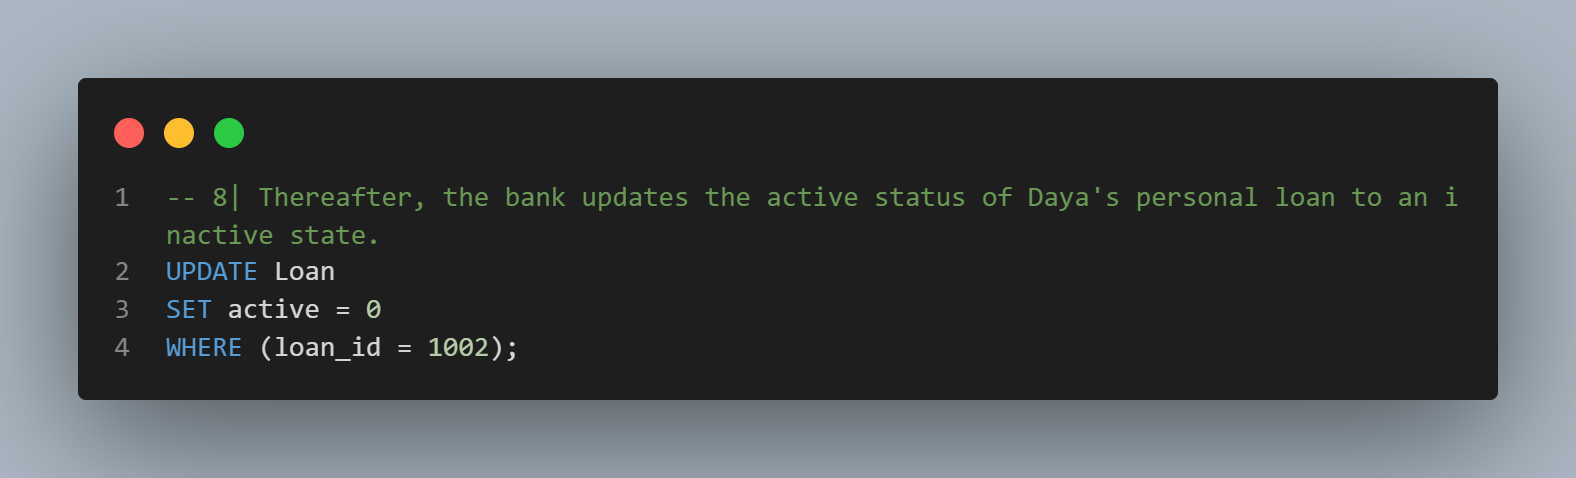 1 -- 8| Thereafter, the bank updates the active status of Daya's personal loan to an i
nactive state.
2 UPDATE Loan
3 SET active = 0
4 WHERE (loan_id = 1002);